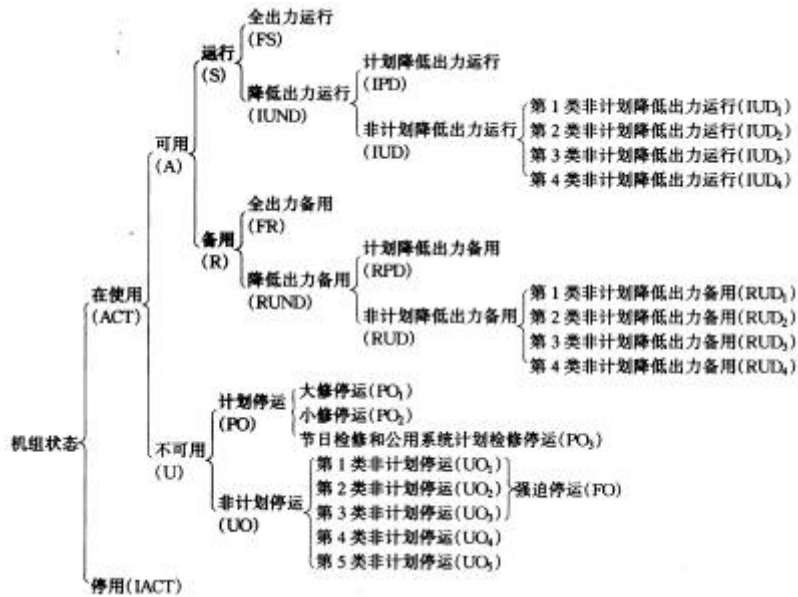 全出力运行
(FS)
运行
(S)
计划降低出力运行
(IPD)
降低出力运行
(IUND)
第1类非计划降低出力运行(IUD₁)
非计划降低出力运行
(IUD)
第2类非计划降低出力运行(IUD₂)
第3类非计划降低出力运行(IUD₃)
第4类非计划降低出力运行(IUD₄)
可用
(A)
全出力备用
(FR)
备用
(R)
计划降低出力备用
(RPD)
降低出力备用
(RUND)
第1类非计划降低出力备用(RUD₁)
非计划降低出力备用
(RUD)
第2类非计划降低出力备用(RUD₂)
第3类非计划降低出力备用(RUD₃)
第4类非计划降低出力备用(RUD₄)
在使用
(ACT)
计划停运
(PO)
大修停运(PO₁)
小修停运(PO₂)
节日检修和公用系统计划检修停运(PO₃)
机组状态
不可用
(U)
第1类非计划停运(UO₁)
第2类非计划停运(UO₂)
强迫停运(FO)
非计划停运
(UO)
第3类非计划停运(UO₃)
第4类非计划停运(UO₄)
第5类非计划停运(UO₅)
停用(IACT)